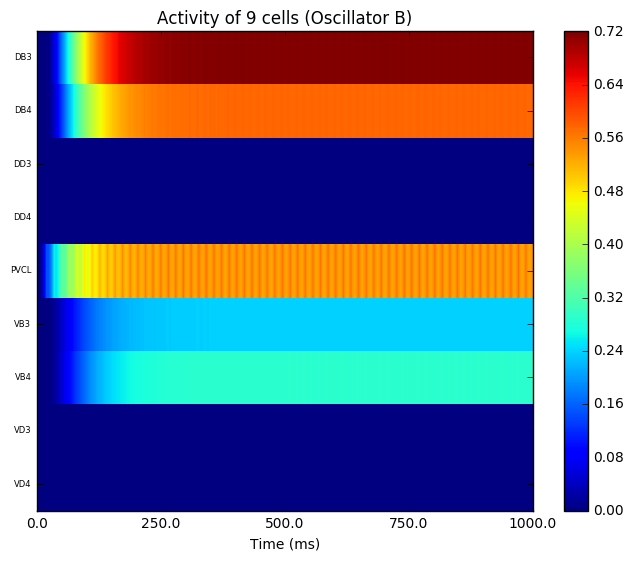 Activity of 9 cells (Oscillator B)
DB3
DB4
DD3
DD4
PVCL
VB3
VB4
VD3
VD4
0.0 250.0 500.0 750.0 1000.0
Time (ms)
0.72
0.64
0.56
0.48
0.40
0.32
0.24
0.16
0.08
0.00